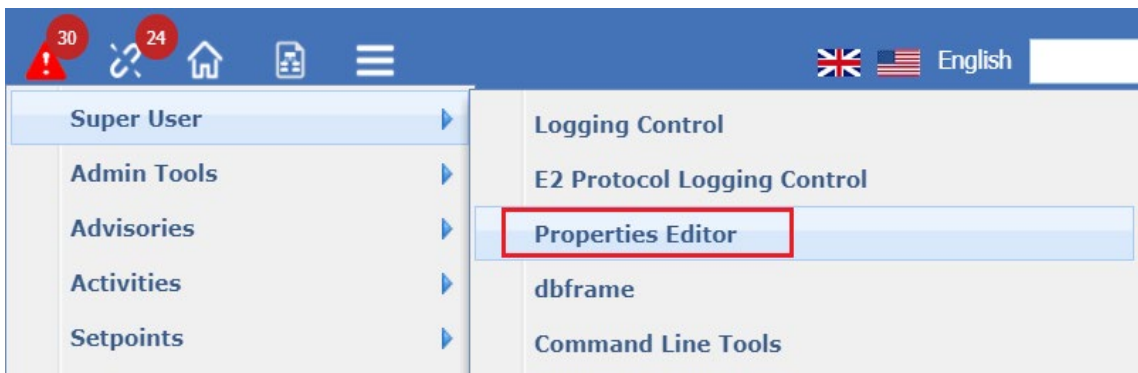 30
24
English
Super User
Admin Tools
Advisories
Activities
Setpoints
Logging Control
E2 Protocol Logging Control
Properties Editor
dbframe
Command Line Tools